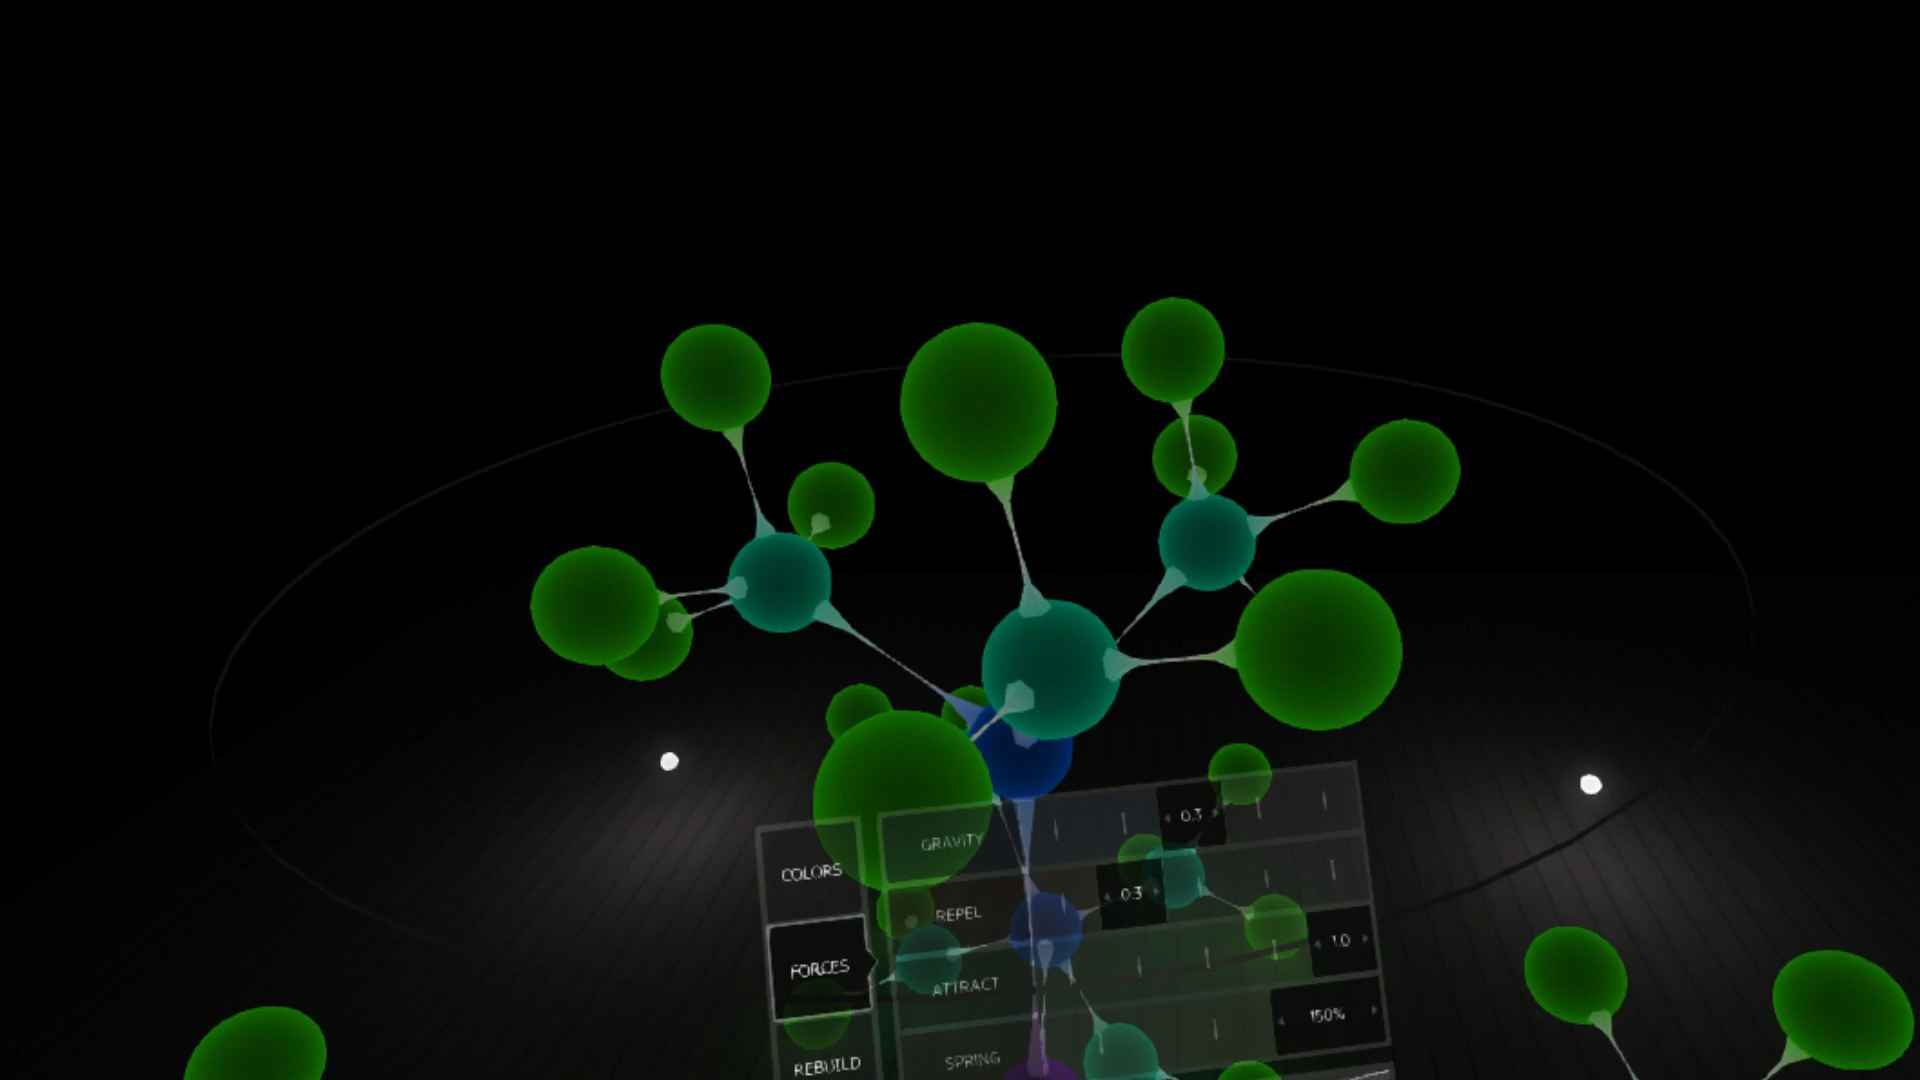 COLORS
FORCES
REBUILD
GRAVITY 0.3
REPEL 0.3
ATTRACT 1.0
SPRING 150%